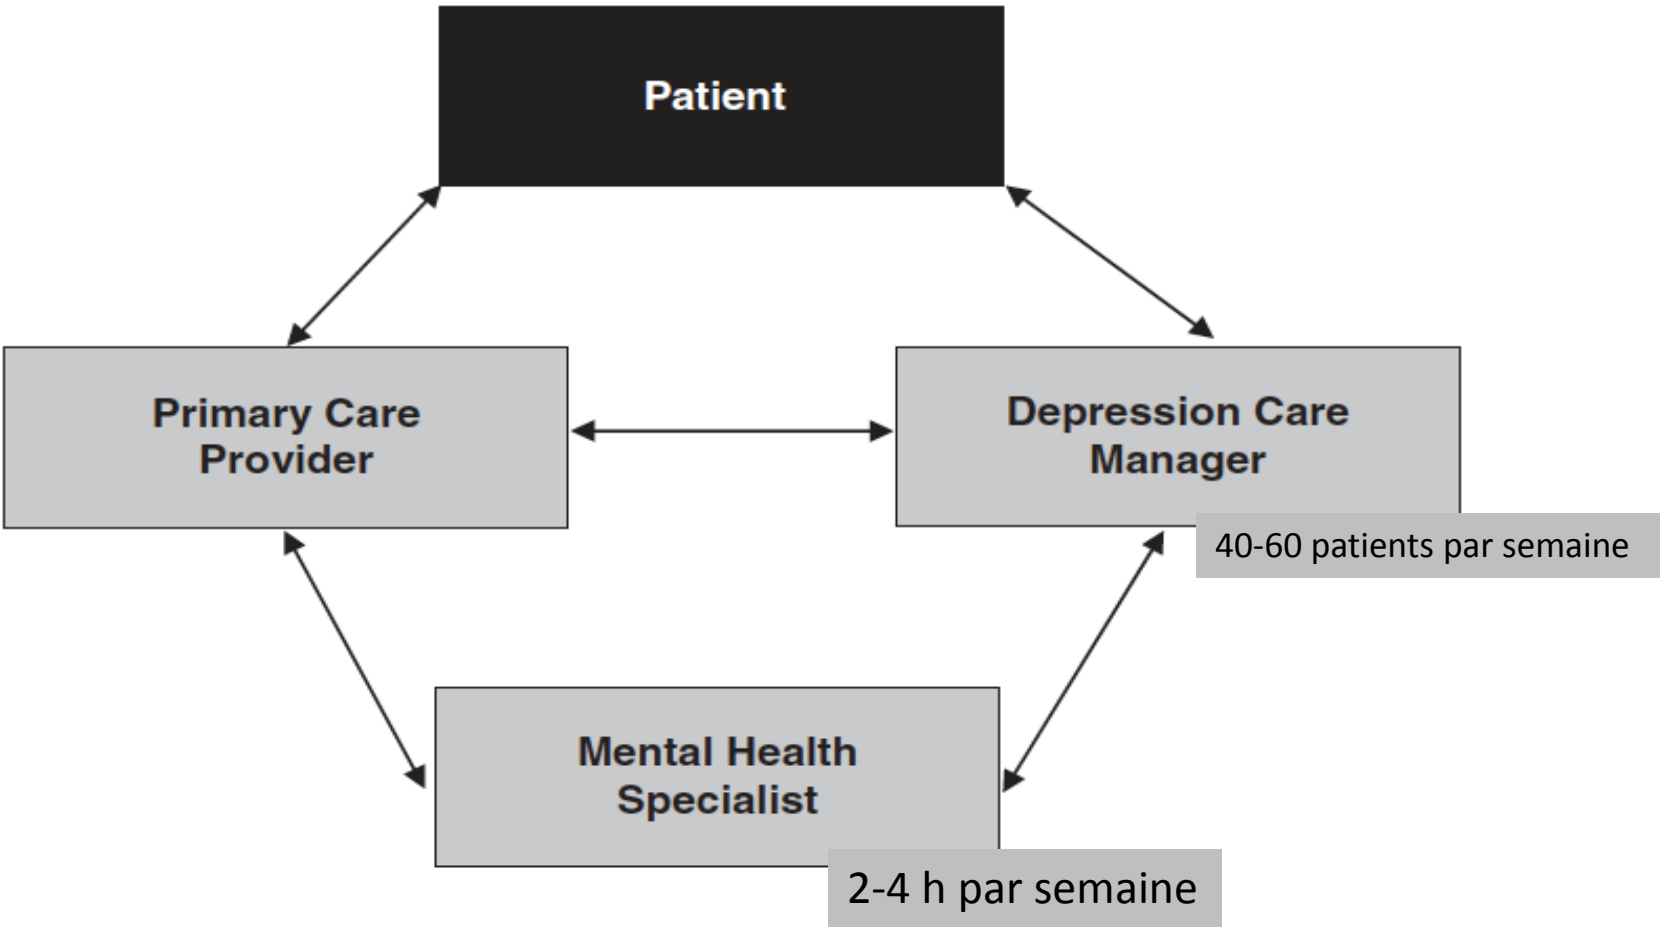 Patient
Primary Care
Provider
Depression Care
Manager
40-60 patients par semaine
Mental Health
Specialist
2-4 h par semaine